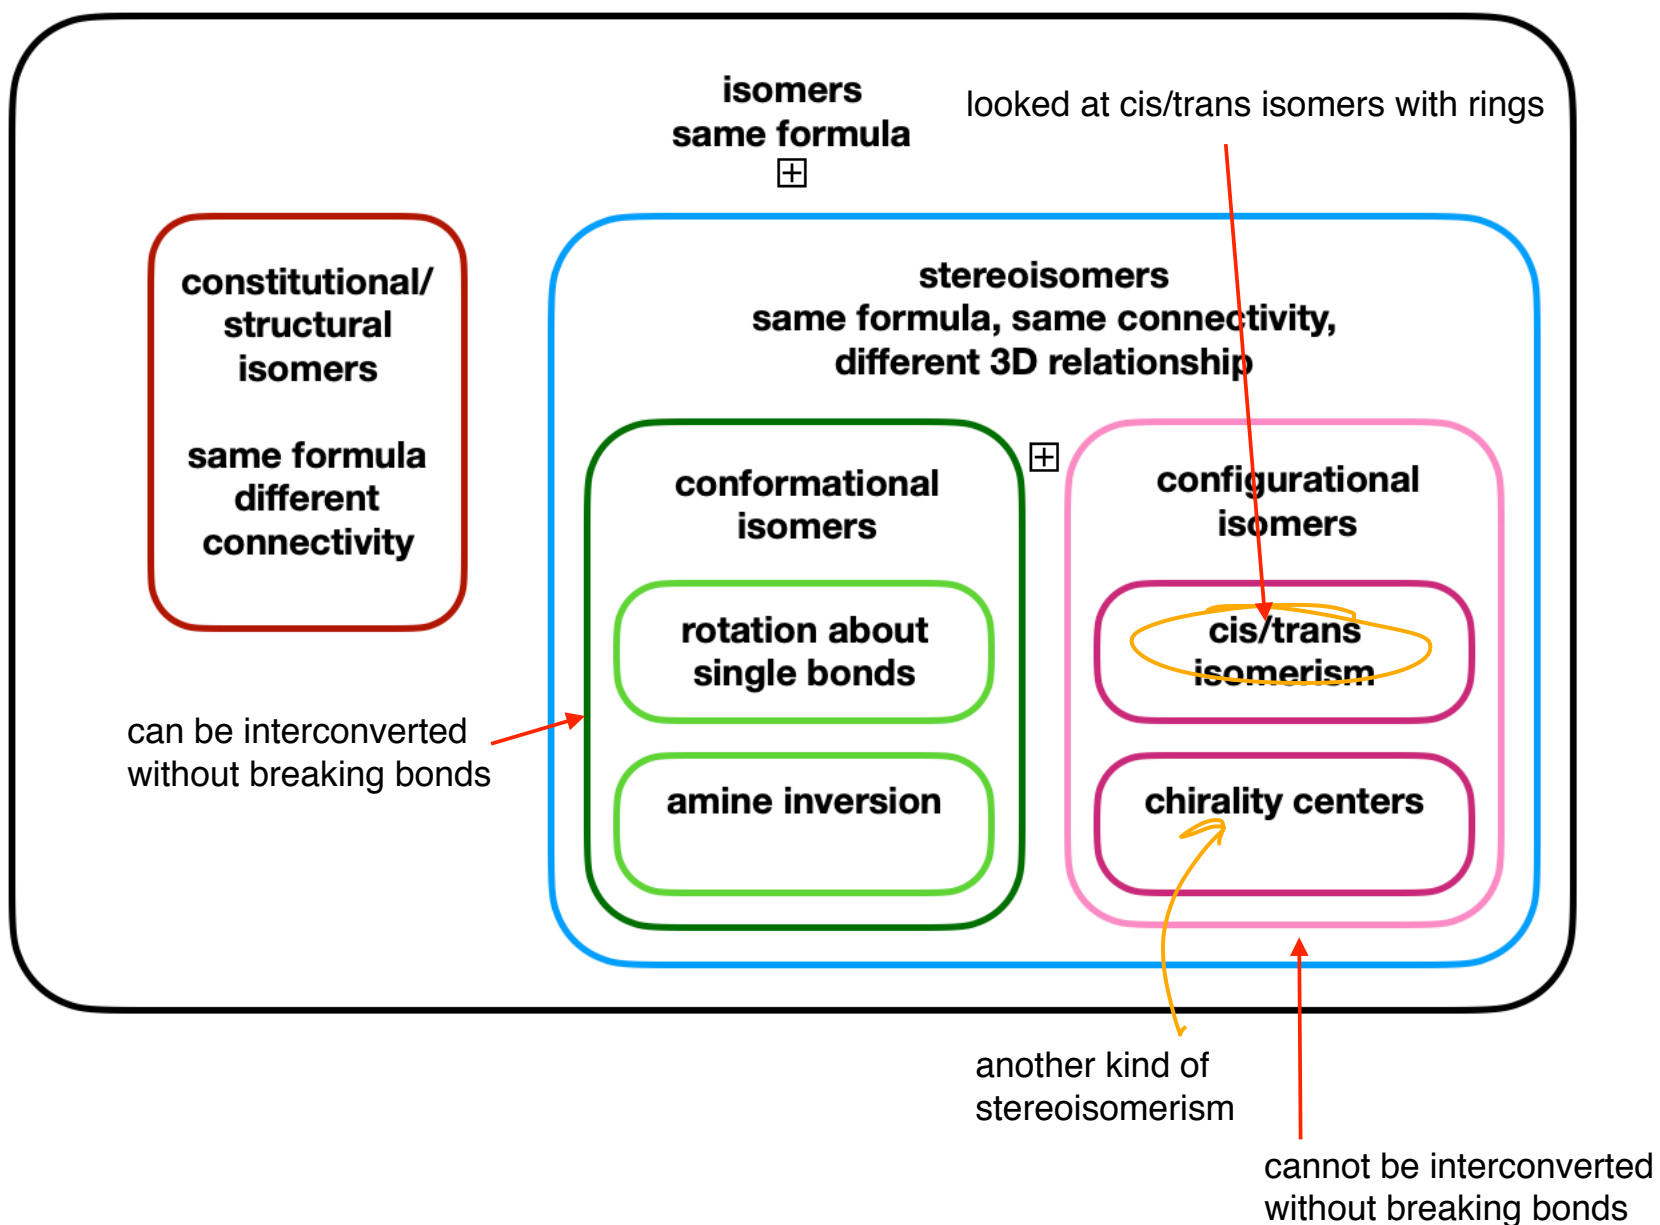 isomers
same formula
looked at cis/trans isomers with rings
constitutional/
structural
isomers
same formula
different
connectivity
stereoisomers
same formula, same connectivity,
different 3D relationship
conformational
isomers
rotation about
single bonds
amine inversion
configurational
isomers
cis/trans
isomerism
chirality centers
can be interconverted
without breaking bonds
another kind of
stereoisomerism
cannot be interconverted
without breaking bonds